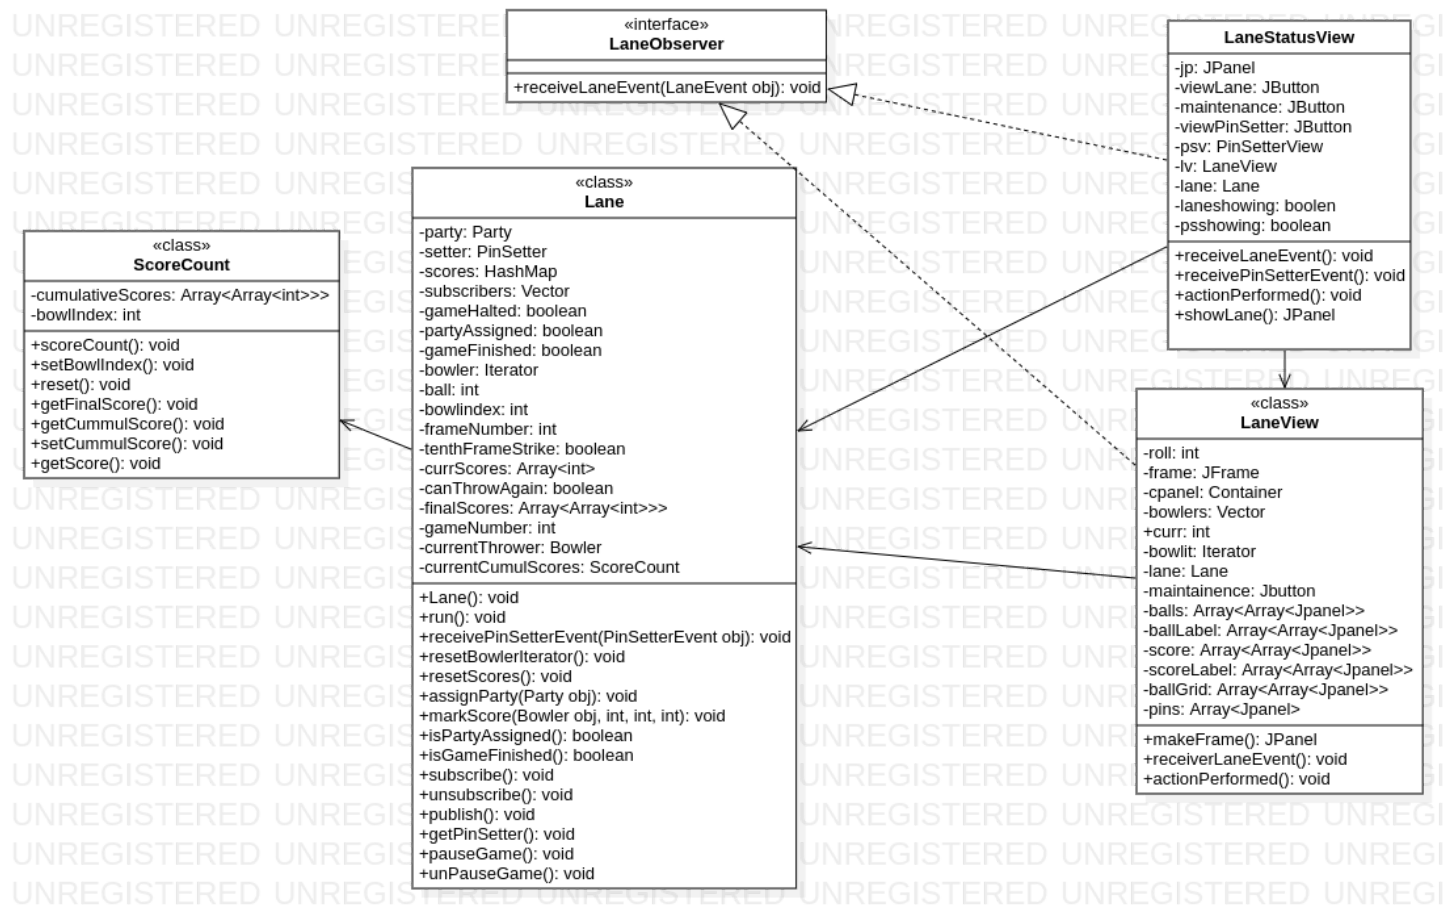 «interface»
LaneObserver
+receiveLaneEvent(LaneEvent obj): void
LaneStatusView
-jp: JPanel
-viewLane: JButton
-maintenance: JButton
-viewPinSetter: JButton
-psv: PinSetterView
-lv: LaneView
-lane: Lane
-laneshowing: boolen
-psshowing: boolean
+receiveLaneEvent(): void
+receivePinSetterEvent(): void
+actionPerformed(): void
+showLane(): JPanel
«class»
Lane
-party: Party
-setter: PinSetter
-scores: HashMap
-subscribers: Vector
-gameHalted: boolean
-partyAssigned: boolean
-gameFinished: boolean
-bowler: Iterator
-ball: int
-bowlindex: int
-frameNumber: int
-tenthFrameStrike: boolean
-currScores: Array<int>
-canThrowAgain: boolean
-finalScores: Array<Array<int>>>
-gameNumber: int
-currentThrower: Bowler
-currentCumulScores: ScoreCount
+Lane(): void
+run(): void
+receivePinSetterEvent(PinSetterEvent obj): void
+resetBowlerIterator(): void
+resetScores(): void
+assignParty(Party obj): void
+markScore(Bowler obj, int, int, int): void
+isPartyAssigned(): boolean
+isGameFinished(): boolean
+subscribe(): void
+unsubscribe(): void
+publish(): void
+getPinSetter(): void
+pauseGame(): void
+unPauseGame(): void
«class»
ScoreCount
-cumulativeScores: Array<Array<int>>>
-bowlIndex: int
+scoreCount(): void
+setBowlIndex(): void
+reset(): void
+getFinalScore(): void
+getCummulScore(): void
+setCummulScore(): void
+getScore(): void
«class»
LaneView
-roll: int
-frame: JFrame
-cpanel: Container
-bowlers: Vector
+curr: int
-bowlit: Iterator
-lane: Lane
-maintainence: Jbutton
-balls: Array<Array<Jpanel>>
-ballLabel: Array<Array<Jpanel>>
-score: Array<Array<Jpanel>>
-scoreLabel: Array<Array<Jpanel>>
-ballGrid: Array<Array<Jpanel>>
-pins: Array<Jpanel>
+makeFrame(): JPanel
+receiverLaneEvent(): void
+actionPerformed(): void
UNREGISTERED